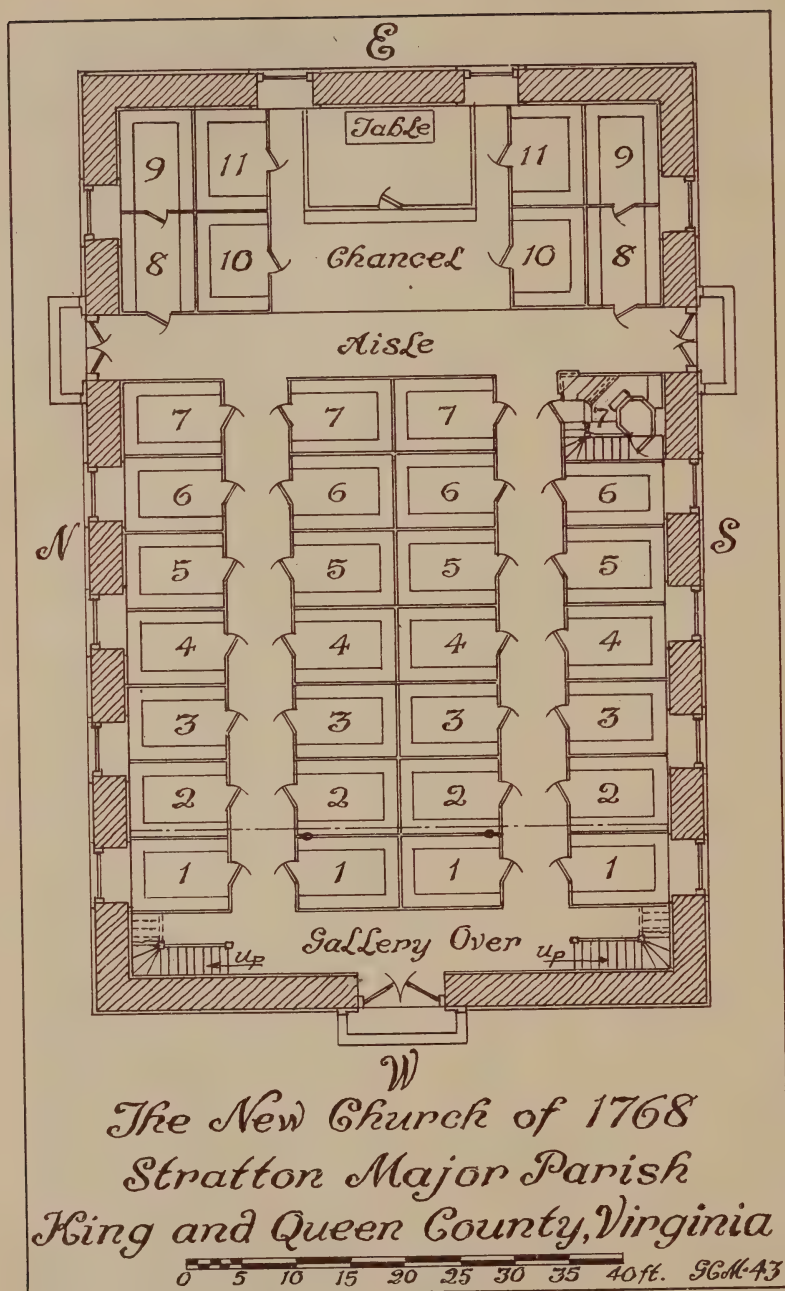 E
Table
9 11 11 9
8 10 Chancel 10 8
Aisle
7 7 7 7
6 6 6 6
N 5 5 5 5 S
4 4 4 4
3 3 3 3
2 2 2 2
1 1 1 1
Gallery Over
up up
W
The New Church of 1768
Stratton Major Parish
King and Queen County, Virginia
0 5 10 15 20 25 30 35 40 ft. GCM-43